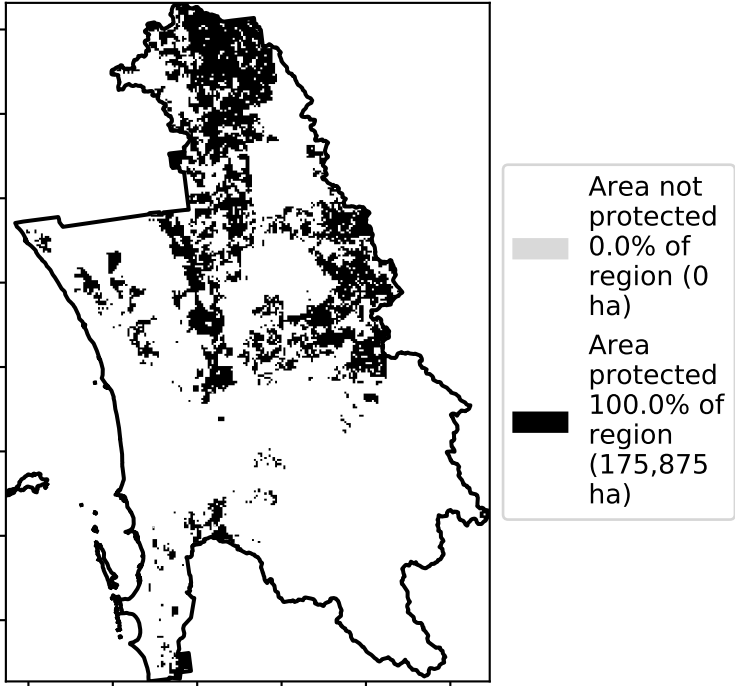 Area not
protected
0.0% of
region (0
ha)
Area
protected
100.0% of
region
(175,875
ha)